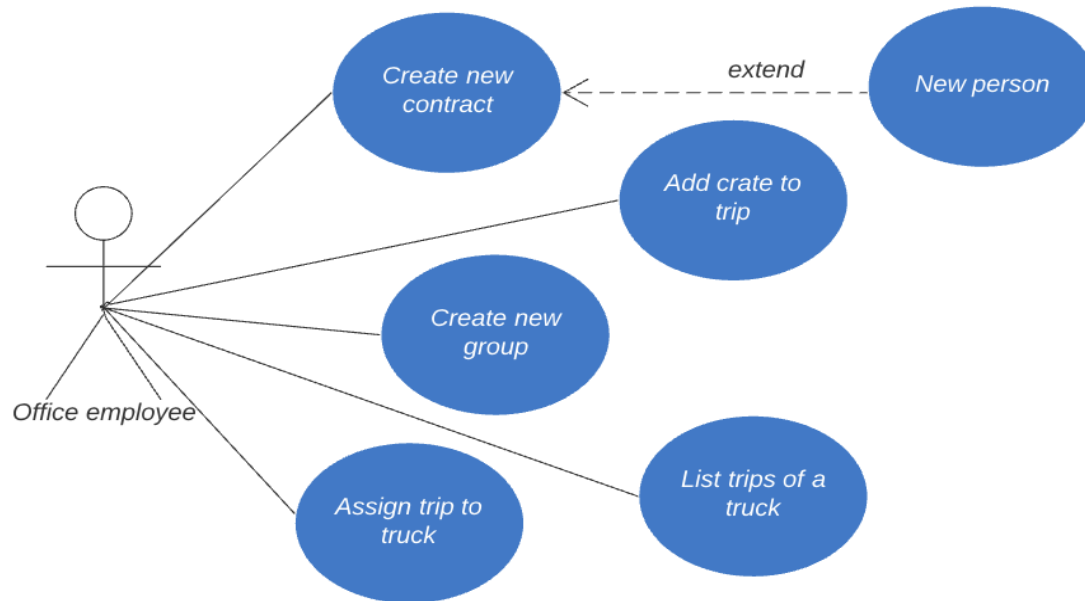 Create new
contract
extend
New person
Add crate to
trip
Create new
group
Office employee
List trips of a
truck
Assign trip to
truck